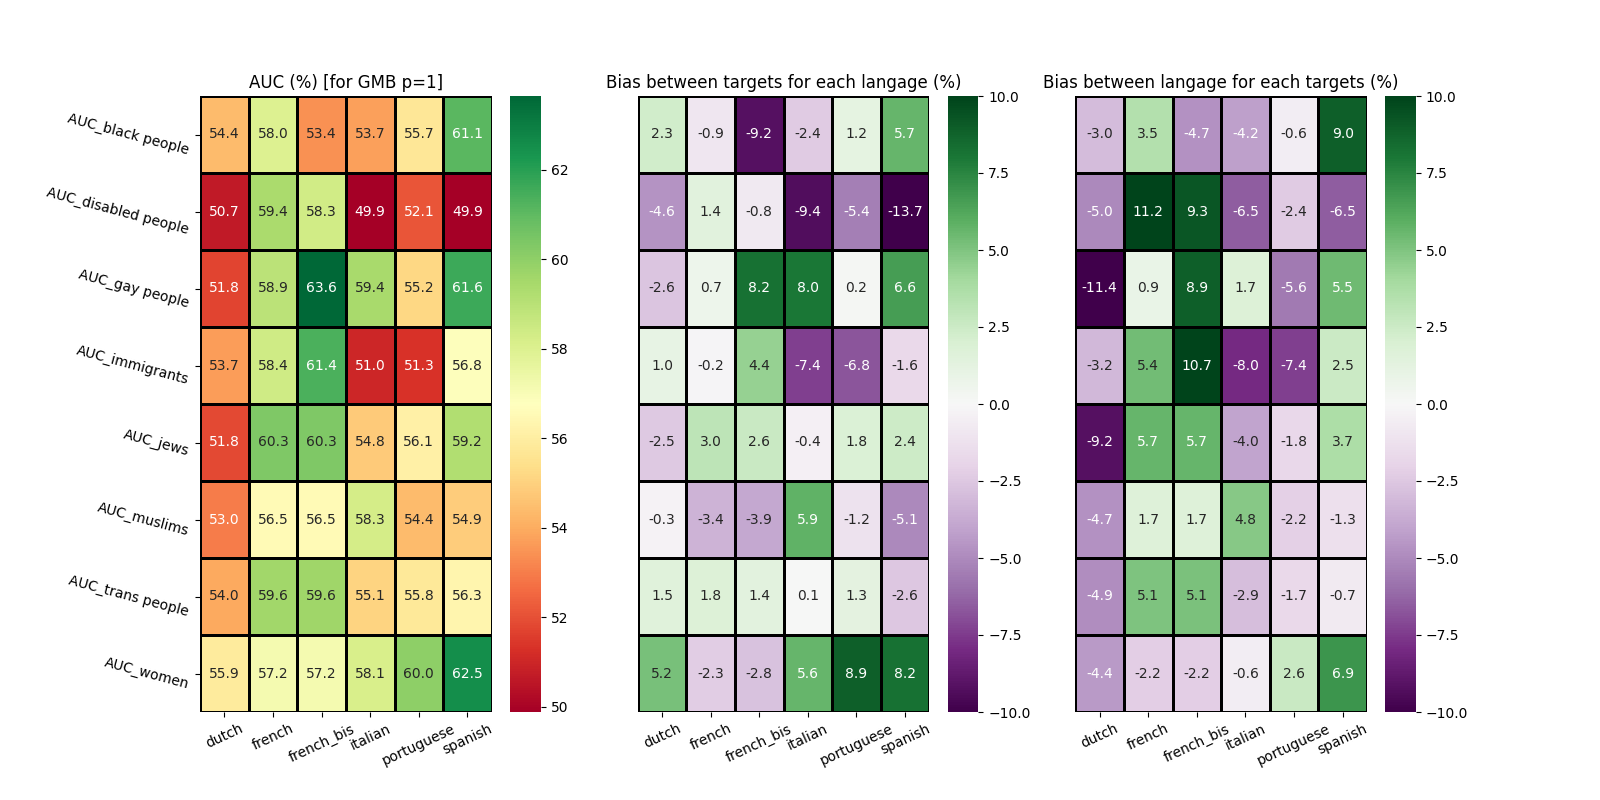 AUC (%) [for GMB p=1]
Bias between targets for each langage (%)
Bias between langage for each targets (%)
AUC_black people 54.4 58.0 53.4 53.7 55.7 61.1
AUC_disabled people 50.7 59.4 58.3 49.9 52.1 49.9
AUC_gay people 51.8 58.9 63.6 59.4 55.2 61.6
AUC_immigrants 53.7 58.4 61.4 51.0 51.3 56.8
AUC_jews 51.8 60.3 60.3 54.8 56.1 59.2
AUC_muslims 53.0 56.5 56.5 58.3 54.4 54.9
AUC_trans people 54.0 59.6 59.6 55.1 55.8 56.3
AUC_women 55.9 57.2 57.2 58.1 60.0 62.5
dutch french french_bis italian portuguese spanish
62
60
58
56
54
52
50
2.3 -0.9 -9.2 -2.4 1.2 5.7
-4.6 1.4 -0.8 -9.4 -5.4 -13.7
-2.6 0.7 8.2 8.0 0.2 6.6
1.0 -0.2 4.4 -7.4 -6.8 -1.6
-2.5 3.0 2.6 -0.4 1.8 2.4
-0.3 -3.4 -3.9 5.9 -1.2 -5.1
1.5 1.8 1.4 0.1 1.3 -2.6
5.2 -2.3 -2.8 5.6 8.9 8.2
dutch french french_bis italian portuguese spanish
10.0
7.5
5.0
2.5
0.0
−2.5
−5.0
−7.5
−10.0
-3.0 3.5 -4.7 -4.2 -0.6 9.0
-5.0 11.2 9.3 -6.5 -2.4 -6.5
-11.4 0.9 8.9 1.7 -5.6 5.5
-3.2 5.4 10.7 -8.0 -7.4 2.5
-9.2 5.7 5.7 -4.0 -1.8 3.7
-4.7 1.7 1.7 4.8 -2.2 -1.3
-4.9 5.1 5.1 -2.9 -1.7 -0.7
-4.4 -2.2 -2.2 -0.6 2.6 6.9
dutch french french_bis italian portuguese spanish
10.0
7.5
5.0
2.5
0.0
−2.5
−5.0
−7.5
−10.0